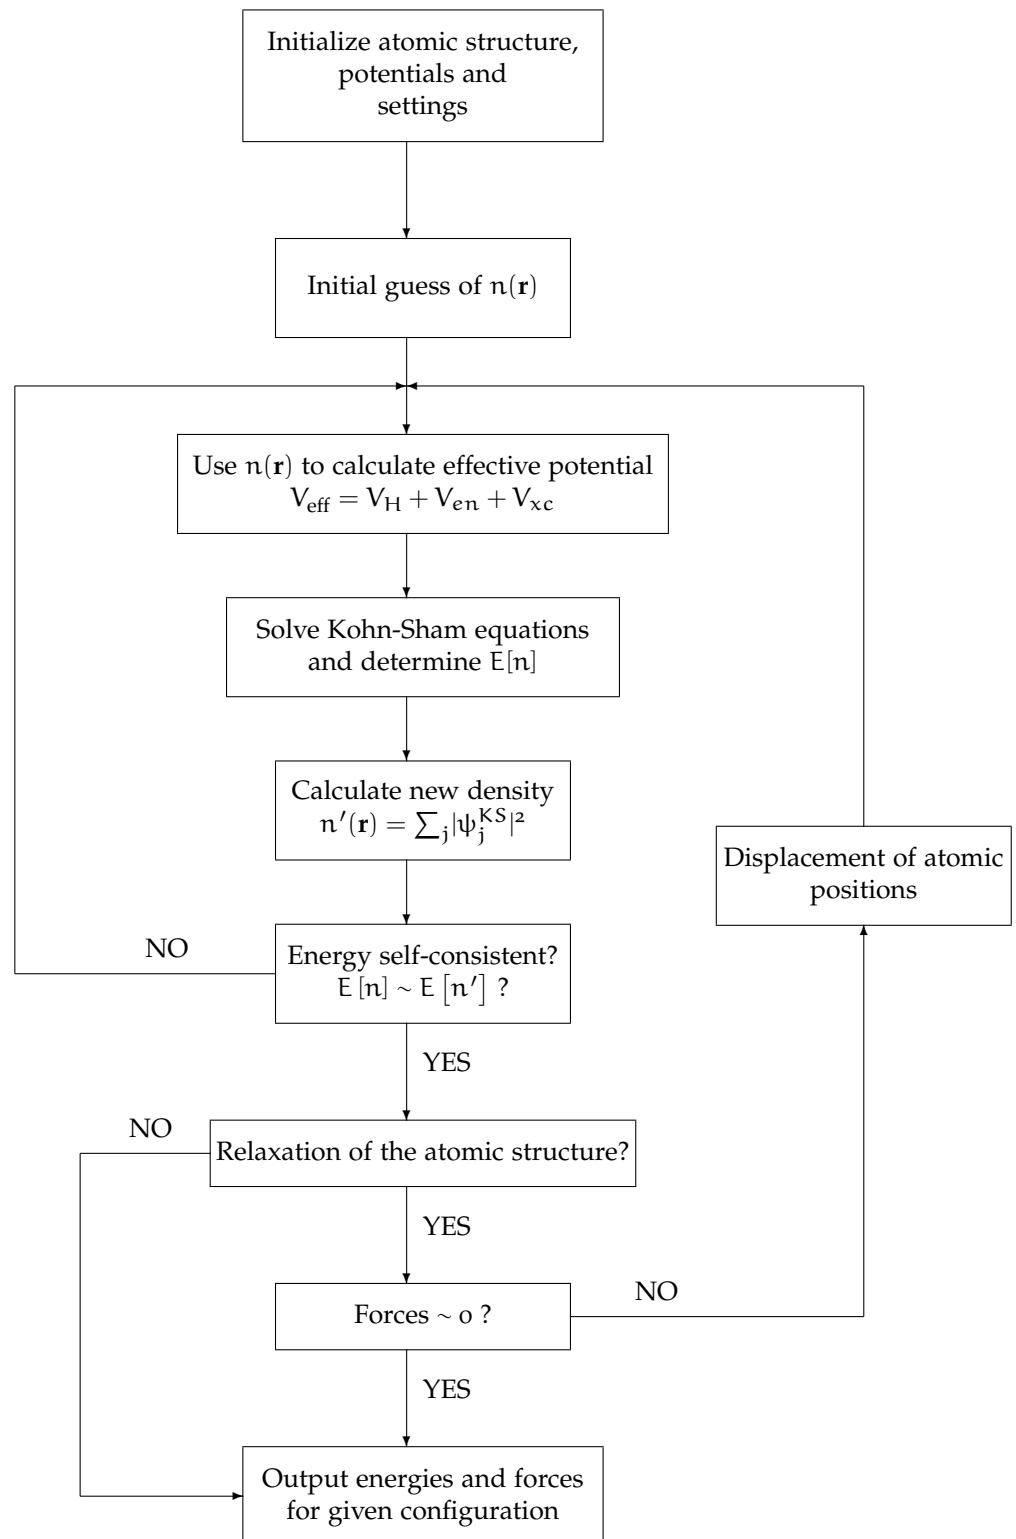 Initialize atomic structure,
potentials and
settings
Initial guess of n(r)
Use n(r) to calculate effective potential
V_eff = V_H + V_en + V_xc
Solve Kohn-Sham equations
and determine E[n]
Calculate new density
n′(r) = ∑_j|ψ_j^KS|²
Displacement of atomic
positions
NO
Energy self-consistent?
E [n] ∼ E [n′] ?
YES
NO
Relaxation of the atomic structure?
YES
NO
Forces ∼ 0 ?
YES
Output energies and forces
for given configuration